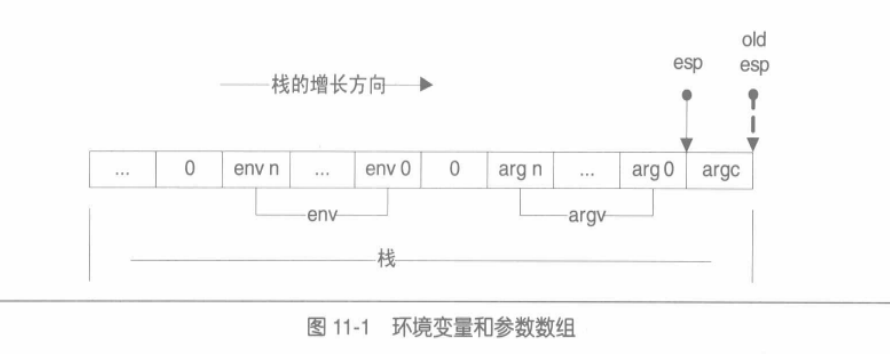 old
esp
esp
栈的增长方向
... 0 env n ... env 0 0 arg n ... arg 0 argc
env argv
栈
图 11-1 环境变量和参数数组